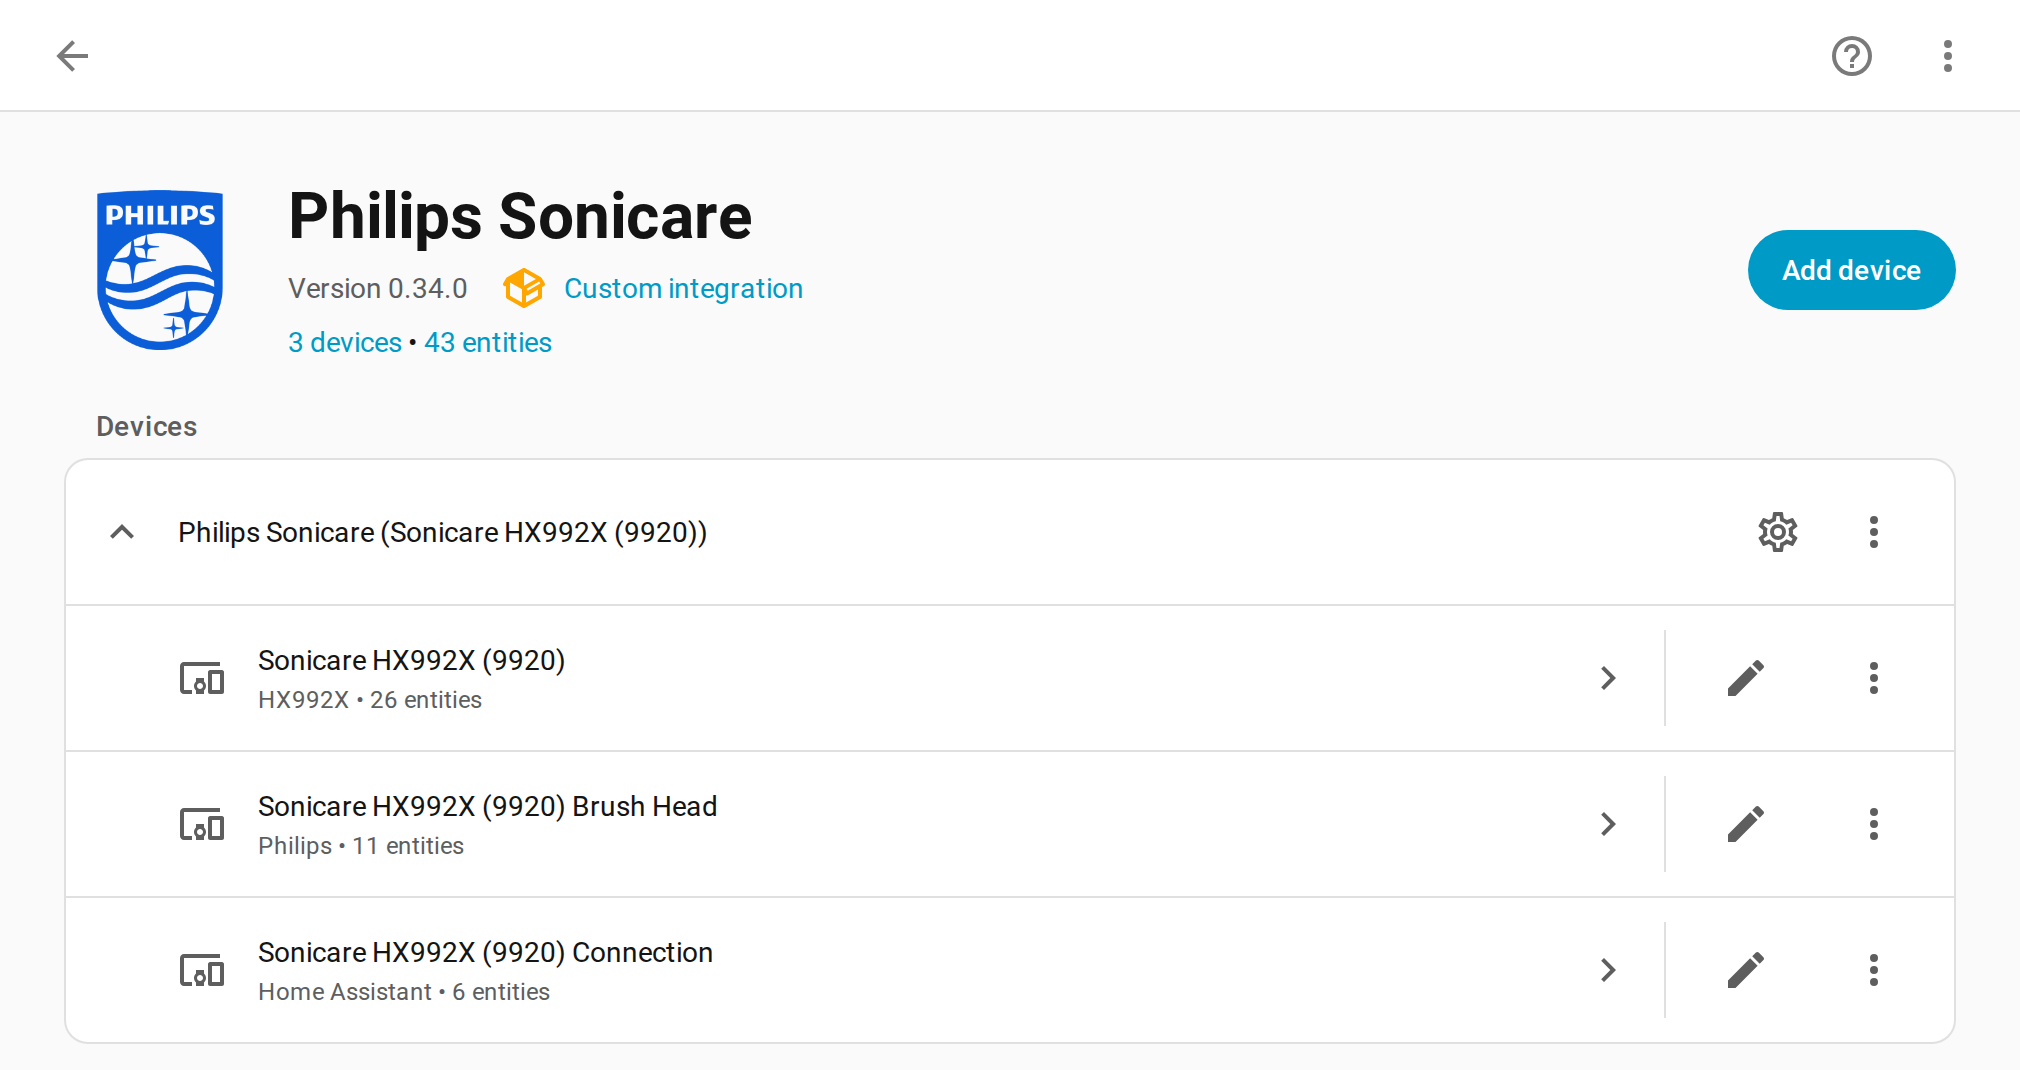 PHILIPS
Philips Sonicare
Version 0.34.0 Custom integration
3 devices • 43 entities
Add device
Devices
Philips Sonicare (Sonicare HX992X (9920))
Sonicare HX992X (9920)
HX992X • 26 entities
Sonicare HX992X (9920) Brush Head
Philips • 11 entities
Sonicare HX992X (9920) Connection
Home Assistant • 6 entities